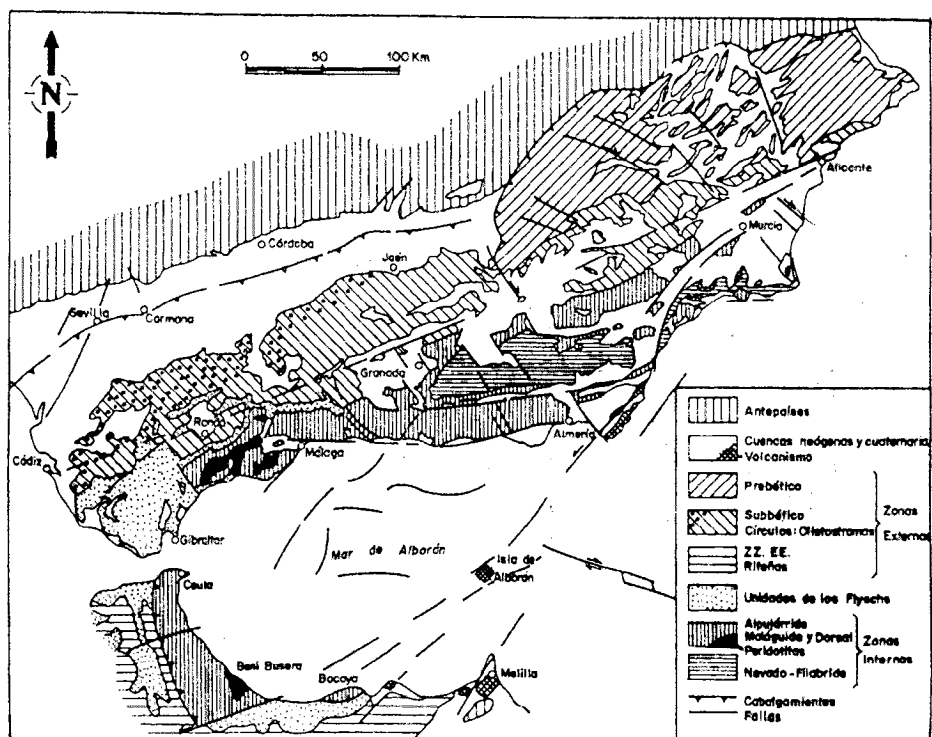 N
0 50 100 Km
Alicante
Murcia
Córdoba
Jaén
Sevilla
Carmona
Granada
Ronda
Almería
Málaga
Cádiz
Gibraltar
Mar de Alborán
Isla de
Alborán
Ceuta
Beni Busera
Bocoya
Melilla
Antepaíses
Cuencas neógenas y cuaternaria
Volcanismo
Prebético
Subbético
Círculos: Olistostromas
Zonas
Externas
ZZ. EE.
Rifeñas
Unidades de los Flyschs
Alpujárride
Maláguide y Dorsal
Peridotitas
Zonas
Internas
Nevado-Filábride
Cabalgamientos
Fallas